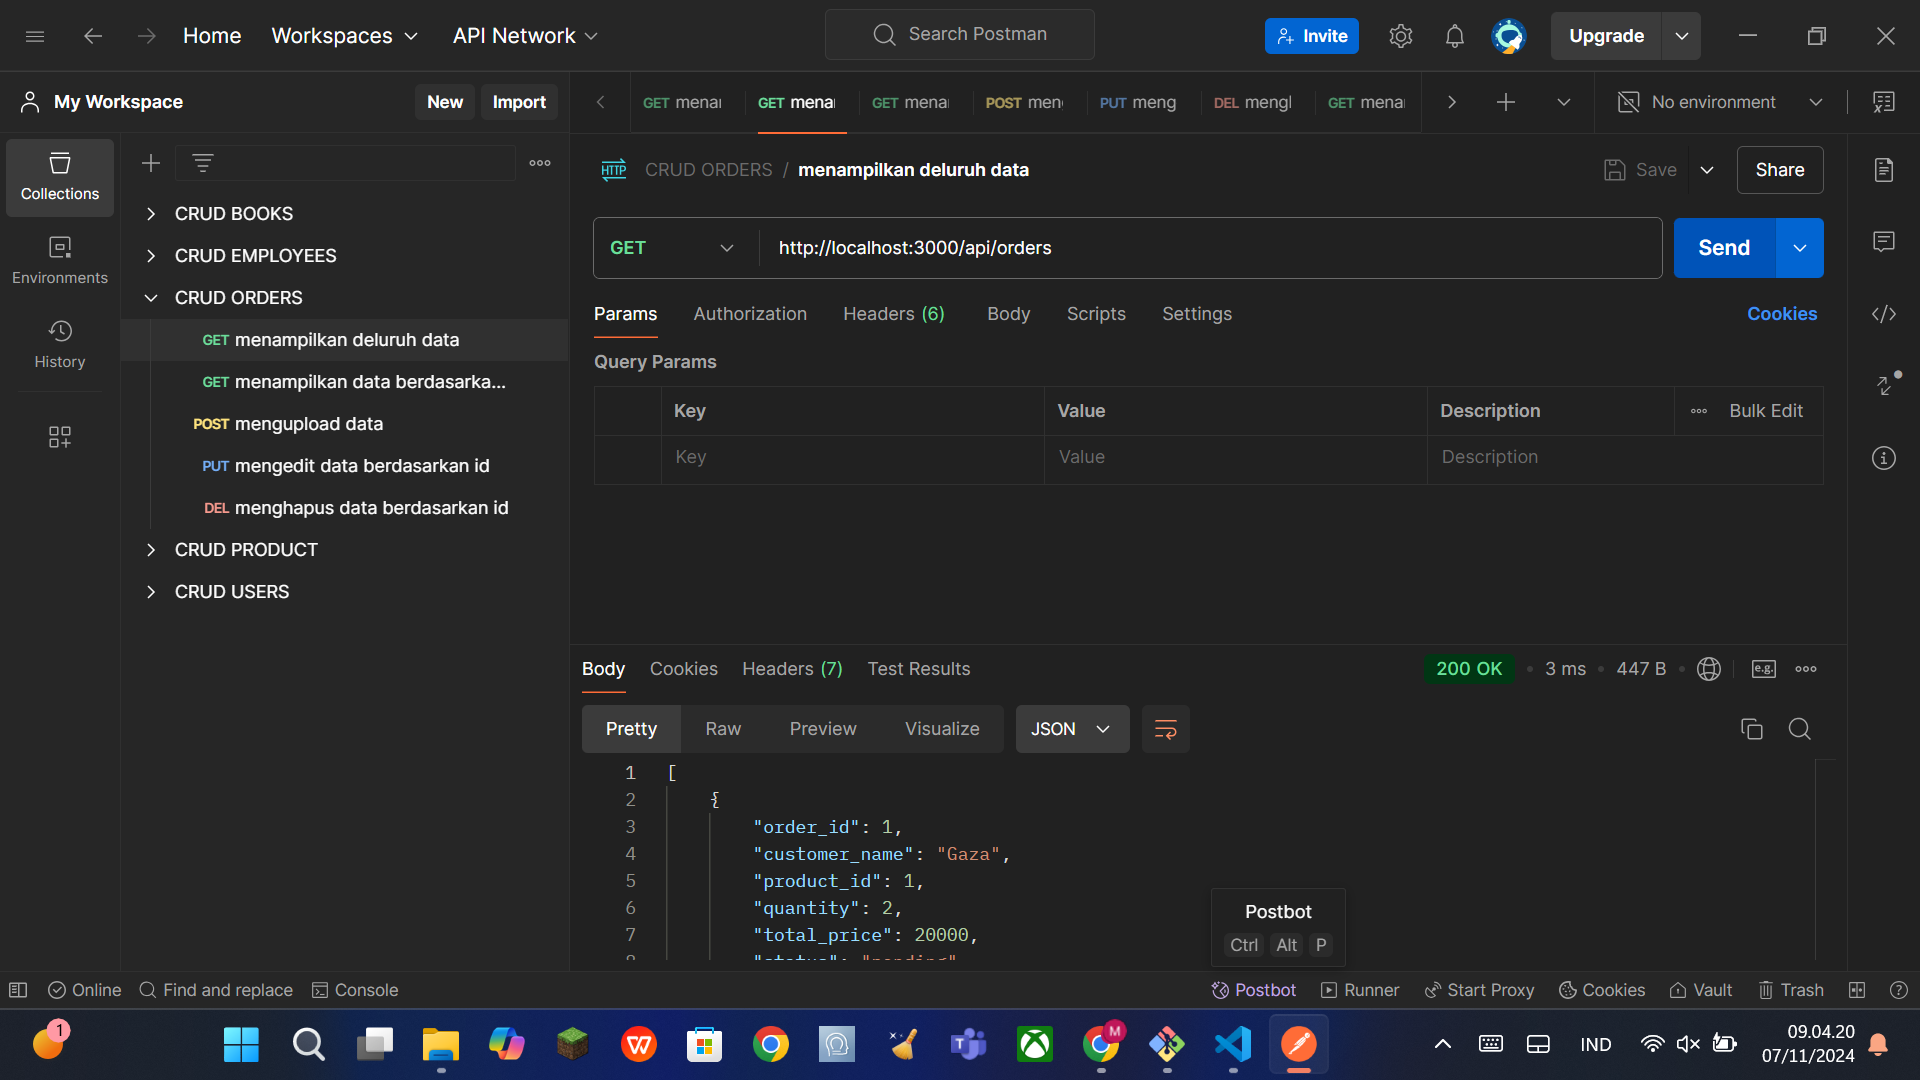 Home
Workspaces
API Network
Search Postman
Invite
Upgrade
My Workspace
New
Import
GET menai
GET menai
GET menai
POST men
PUT meng
DEL mengl
GET menai
No environment
Collections
Environments
History
CRUD BOOKS
CRUD EMPLOYEES
CRUD ORDERS
GET menampilkan deluruh data
GET menampilkan data berdasarka...
POST mengupload data
PUT mengedit data berdasarkan id
DEL menghapus data berdasarkan id
CRUD PRODUCT
CRUD USERS
HTTP CRUD ORDERS / menampilkan deluruh data
Save
Share
GET
http://localhost:3000/api/orders
Send
Params
Authorization
Headers (6)
Body
Scripts
Settings
Cookies
Query Params
Key
Value
Description
Bulk Edit
Key
Value
Description
Body
Cookies
Headers (7)
Test Results
200 OK
3 ms
447 B
e.g.
Pretty
Raw
Preview
Visualize
JSON
1 [
2 {
3 "order_id": 1,
4 "customer_name": "Gaza",
5 "product_id": 1,
6 "quantity": 2,
7 "total_price": 20000,
8 "status": "pending"
Postbot
Ctrl Alt P
Online
Find and replace
Console
Postbot
Runner
Start Proxy
Cookies
Vault
Trash
1
M
IND
09.04.20
07/11/2024